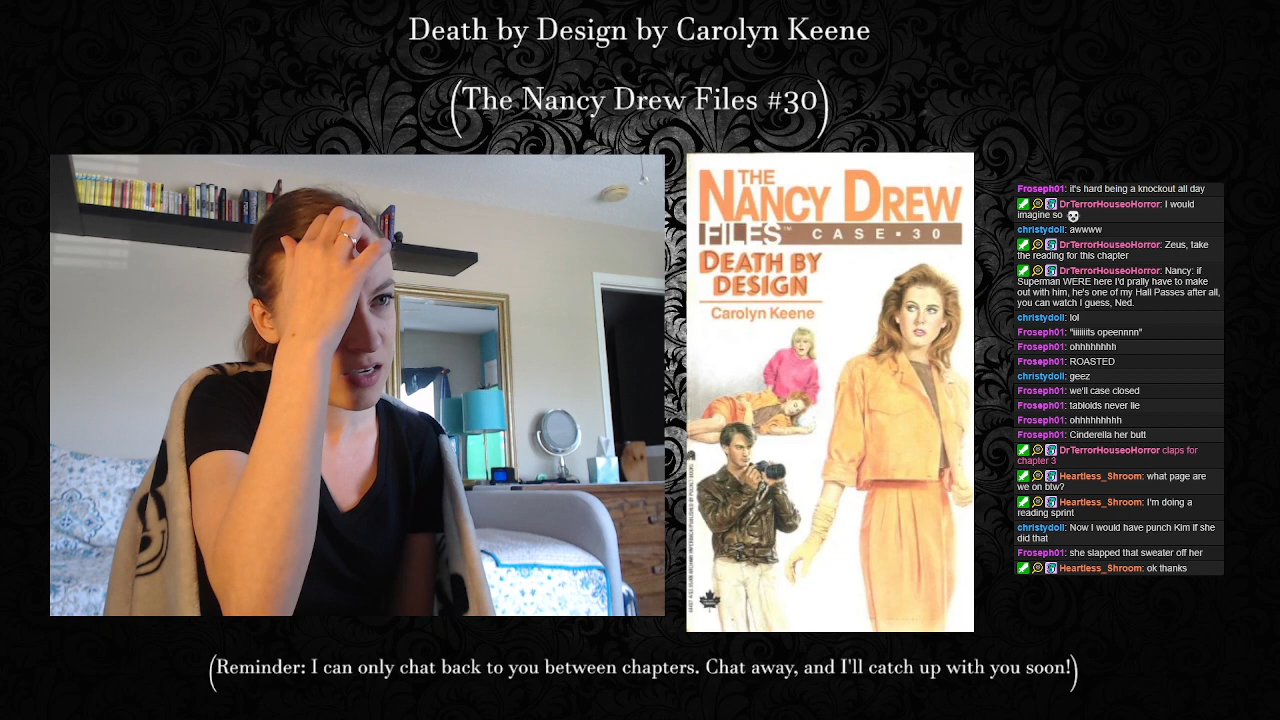 Death by Design by Carolyn Keene
(The Nancy Drew Files #30)
THE
NANCY DREW
FILES™ CASE ▪ 30
DEATH BY
DESIGN
Carolyn Keene
Froseph01: it's hard being a knockout all day
DrTerrorHouseoHorror: I would
imagine so
christydoll: awwww
DrTerrorHouseoHorror: Zeus, take
the reading for this chapter
DrTerrorHouseoHorror: Nancy: if
Superman WERE here I'd prally have to make
out with him, he's one of my Hall Passes after all,
you can watch I guess, Ned.
christydoll: lol
Froseph01: "iiiiiiits opeennnn"
Froseph01: ohhhhhhhh
Froseph01: ROASTED
christydoll: geez
Froseph01: we'll case closed
Froseph01: tabloids never lie
Froseph01: ohhhhhhhhh
Froseph01: Cinderella her butt
DrTerrorHouseoHorror claps for
chapter 3
Heartless_Shroom: what page are
we on btw?
Heartless_Shroom: I'm doing a
reading sprint
christydoll: Now I would have punch Kim if she
did that
Froseph01: she slapped that sweater off her
Heartless_Shroom: ok thanks
(Reminder: I can only chat back to you between chapters. Chat away, and I'll catch up with you soon!)